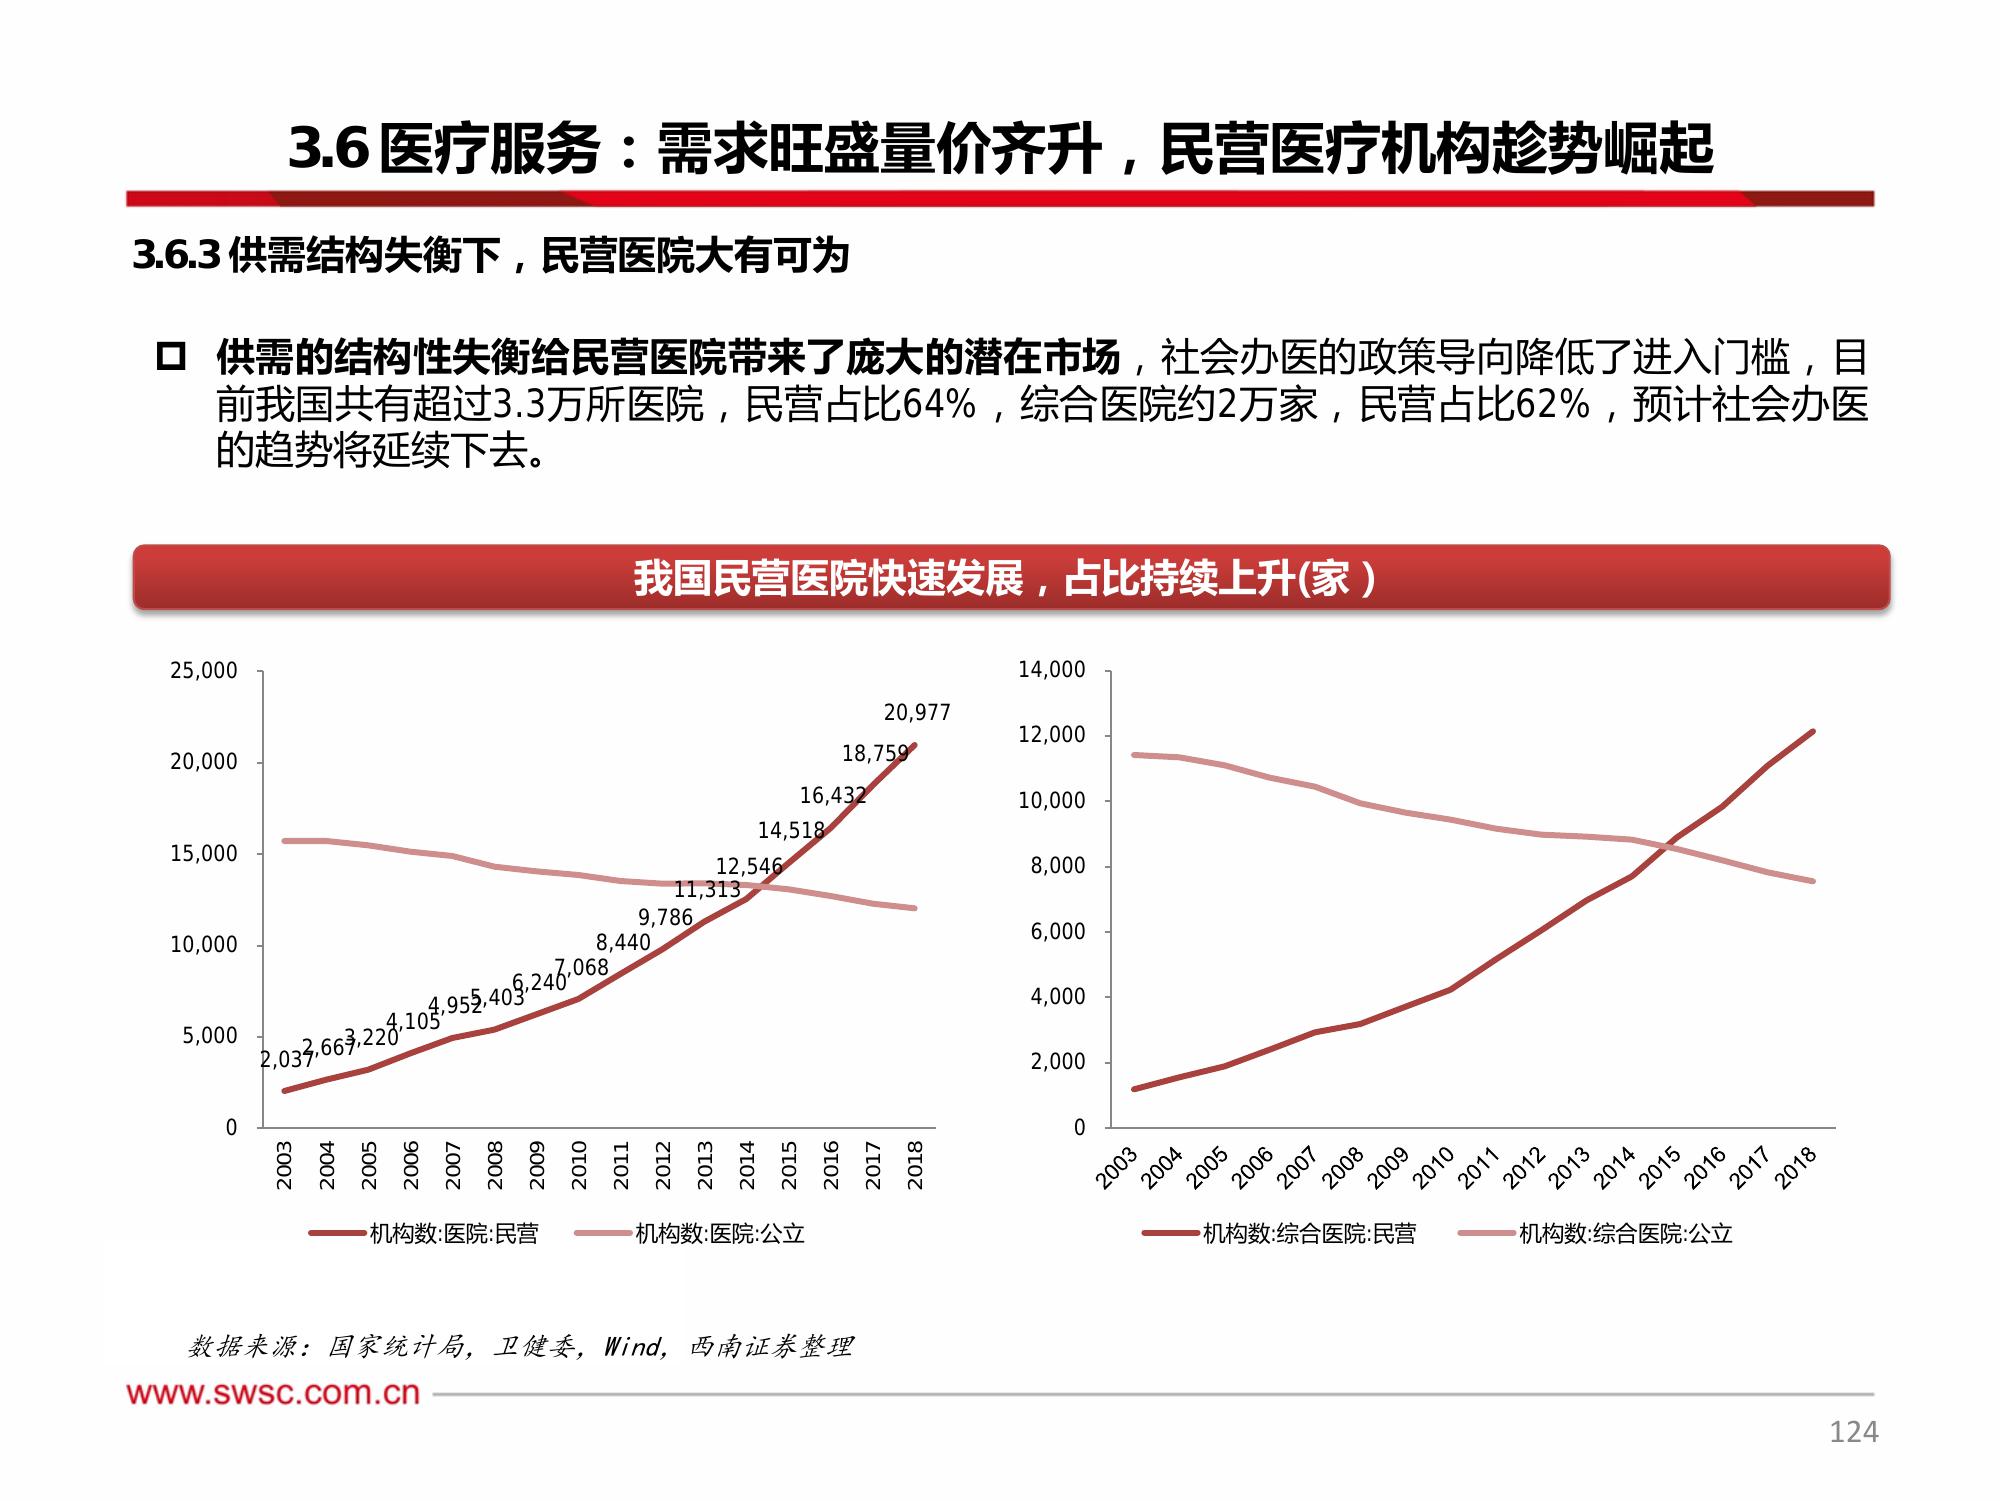 3.6 医疗服务：需求旺盛量价齐升，民营医疗机构趁势崛起
3.6.3 供需结构失衡下，民营医院大有可为
供需的结构性失衡给民营医院带来了庞大的潜在市场，社会办医的政策导向降低了进入门槛，目
前我国共有超过3.3万所医院，民营占比64%，综合医院约2万家，民营占比62%，预计社会办医
的趋势将延续下去。
我国民营医院快速发展，占比持续上升(家）
25,000
20,000
15,000
10,000
5,000
0
2,037
2,667
3,220
4,105
4,952
5,403
6,240
7,068
8,440
9,786
11,313
12,546
14,518
16,432
18,759
20,977
2003 2004 2005 2006 2007 2008 2009 2010 2011 2012 2013 2014 2015 2016 2017 2018
机构数:医院:民营 机构数:医院:公立
14,000
12,000
10,000
8,000
6,000
4,000
2,000
0
2003 2004 2005 2006 2007 2008 2009 2010 2011 2012 2013 2014 2015 2016 2017 2018
机构数:综合医院:民营 机构数:综合医院:公立
数据来源：国家统计局，卫健委，Wind，西南证券整理
www.swsc.com.cn
124